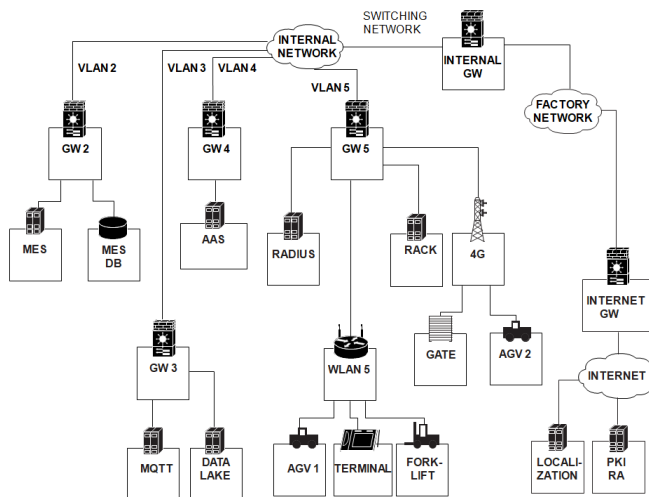 SWITCHING
NETWORK
INTERNAL
NETWORK
INTERNAL
GW
VLAN 2
VLAN 3
VLAN 4
VLAN 5
FACTORY
NETWORK
GW 2
GW 4
GW 5
MES
MES
DB
AAS
RADIUS
RACK
4G
INTERNET
GW
GW 3
WLAN 5
GATE
AGV 2
INTERNET
MQTT
DATA
LAKE
AGV 1
TERMINAL
FORK-
LIFT
LOCALI-
ZATION
PKI
RA